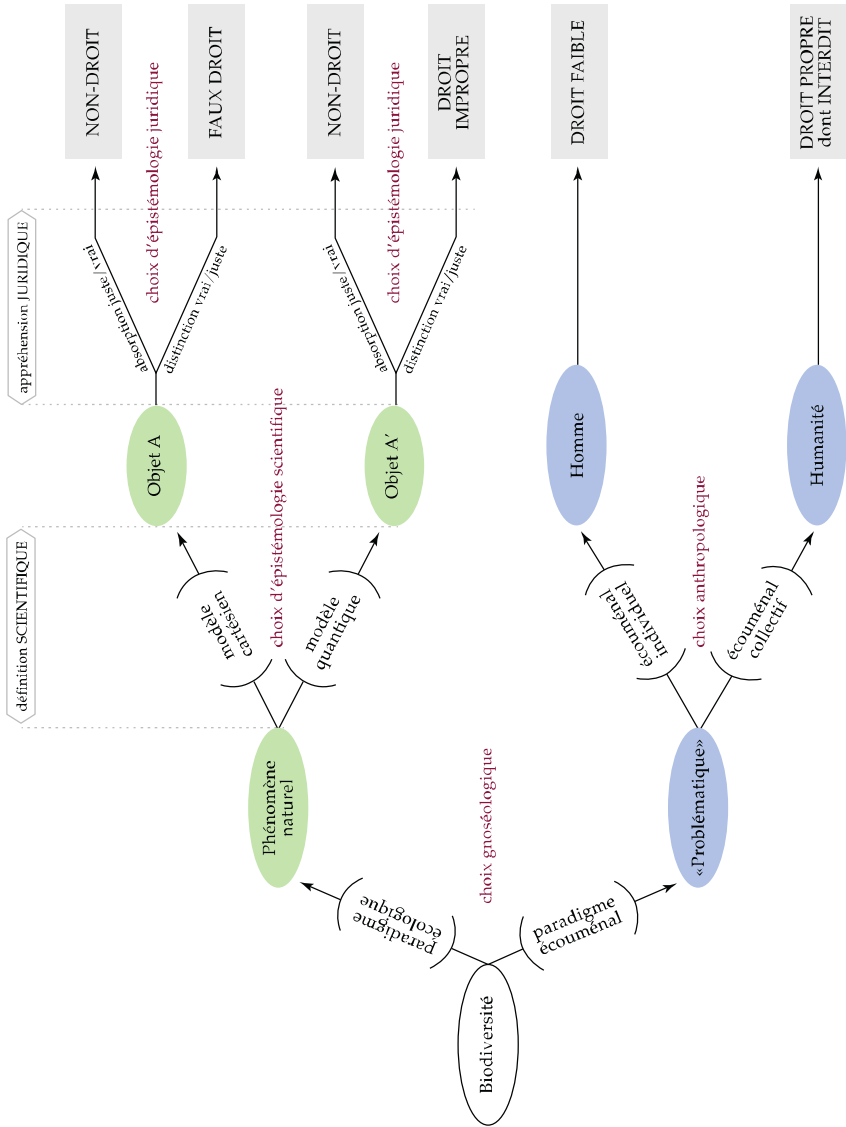 définition SCIENTIFIQUE
appréhension JURIDIQUE
Biodiversité
paradigme
écologique
choix gnoséologique
paradigme
écouménal
Phénomène
naturel
modèle
cartésien
choix d'épistémologie scientifique
modèle
quantique
Objet A
absorption juste/vrai
choix d'épistémologie juridique
distinction vrai/juste
NON-DROIT
FAUX DROIT
Objet A'
absorption juste/vrai
choix d'épistémologie juridique
distinction vrai/juste
NON-DROIT
DROIT
IMPROPRE
«Problématique»
écouménal
individuel
choix anthropologique
écouménal
collectif
Homme
DROIT FAIBLE
Humanité
DROIT PROPRE
dont INTERDIT